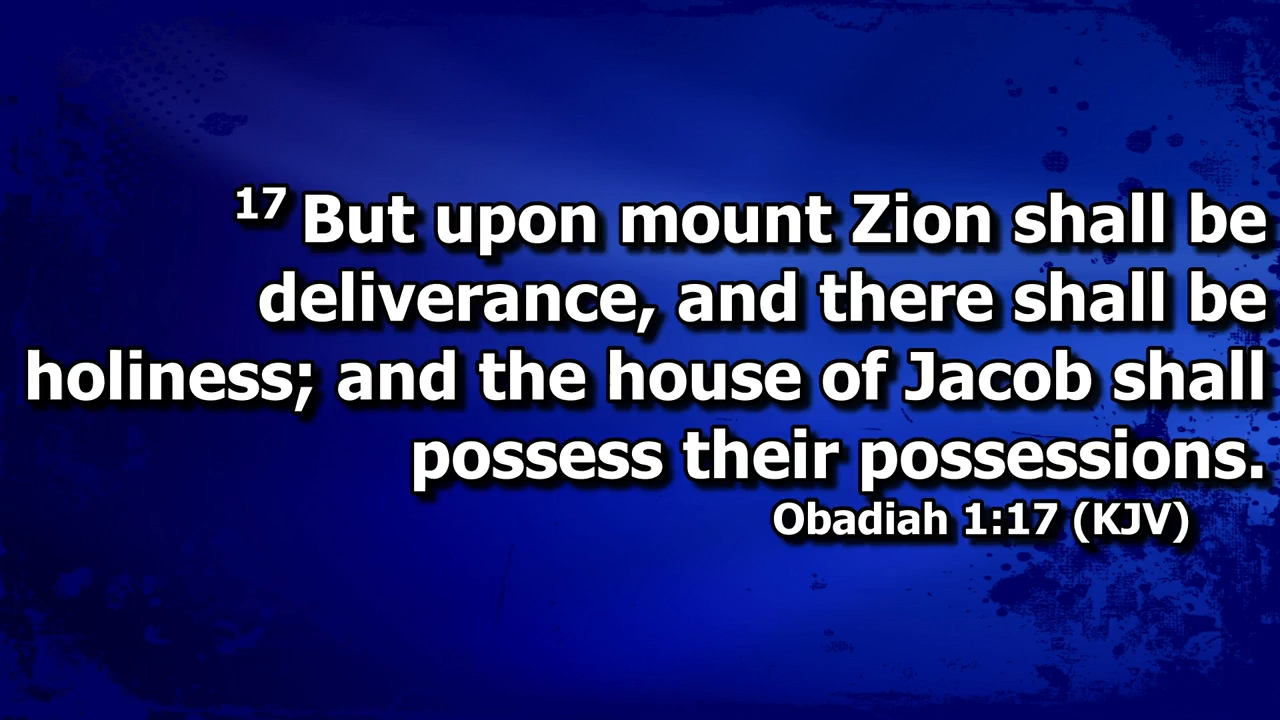 17 But upon mount Zion shall be
deliverance, and there shall be
holiness; and the house of Jacob shall
possess their possessions.
Obadiah 1:17 (KJV)